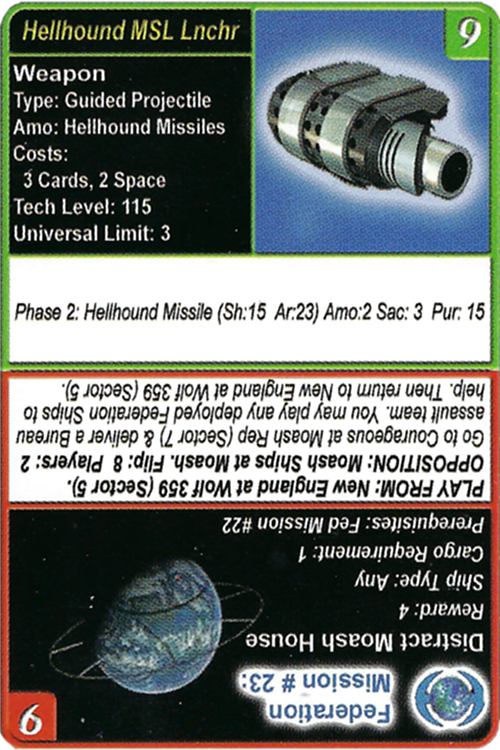 Hellhound MSL Lnchr
9
Weapon
Type: Guided Projectile
Amo: Hellhound Missiles
Costs:
3 Cards, 2 Space
Tech Level: 115
Universal Limit: 3
Phase 2: Hellhound Missile (Sh:15 Ar:23) Amo:2 Sac: 3 Pur: 15
Federation
Mission # 23:
6
Distract Moash House
Reward: 4
Ship Type: Any
Cargo Requirement: 1
Prerequisites: Fed Mission #22
PLAY FROM: New England at Wolf 359 (Sector 5).
OPPOSITION: Moash Ships at Moash. Flip: 8 Players: 2
Go to Courageous at Moash Rep (Sector 7) & deliver a Bureau
assault team. You may play any deployed Federation Ships to
help. Then return to New England at Wolf 359 (Sector 5).